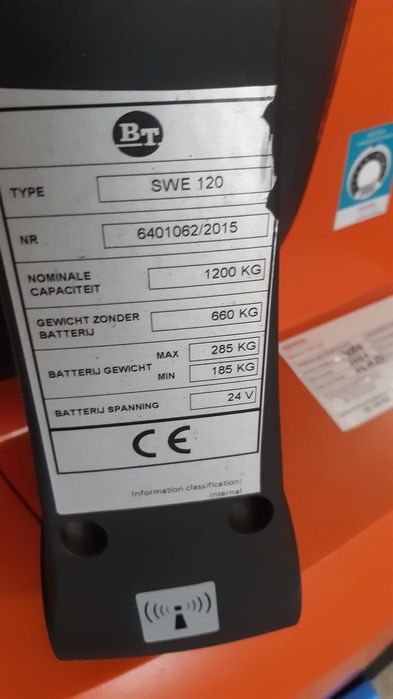 BT
TYPE SWE 120
NR 6401062/2015
NOMINALE CAPACITEIT 1200 KG
GEWICHT ZONDER BATTERIJ 660 KG
BATTERIJ GEWICHT MAX 285 KG
MIN 185 KG
BATTERIJ SPANNING 24 V
CE
Information classification:
Internal